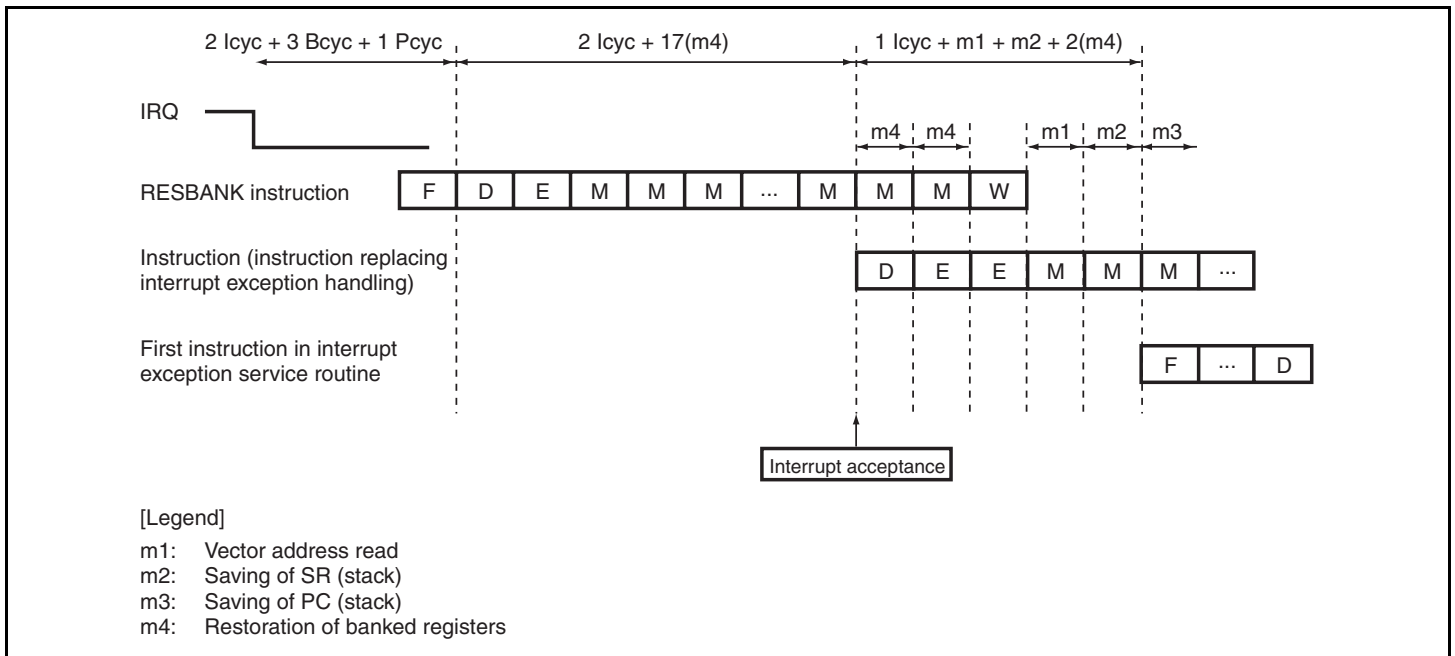 2 Icyc + 3 Bcyc + 1 Pcyc 2 Icyc + 17(m4) 1 Icyc + m1 + m2 + 2(m4)
IRQ
m4 m4 m1 m2 m3
RESBANK instruction F D E M M M ... M M M W
Instruction (instruction replacing
interrupt exception handling) D E E M M M ...
First instruction in interrupt
exception service routine F ... D
Interrupt acceptance
[Legend]
m1: Vector address read
m2: Saving of SR (stack)
m3: Saving of PC (stack)
m4: Restoration of banked registers